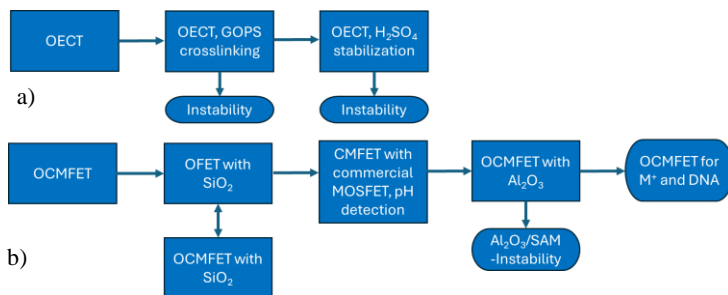 OECT
OECT, GOPS
crosslinking
OECT, H₂SO₄
stabilization
Instability
Instability
a)
OCMFET
OFET with
SiO₂
CMFET with
commercial
MOSFET, pH
detection
OCMFET with
Al₂O₃
OCMFET for
M⁺ and DNA
OCMFET with
SiO₂
Al₂O₃/SAM
-Instability
b)